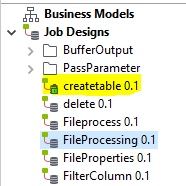 Business Models
Job Designs
BufferOutput
PassParameter
createtable 0.1
delete 0.1
Fileprocess 0.1
FileProcessing 0.1
FileProperties 0.1
FilterColumn 0.1